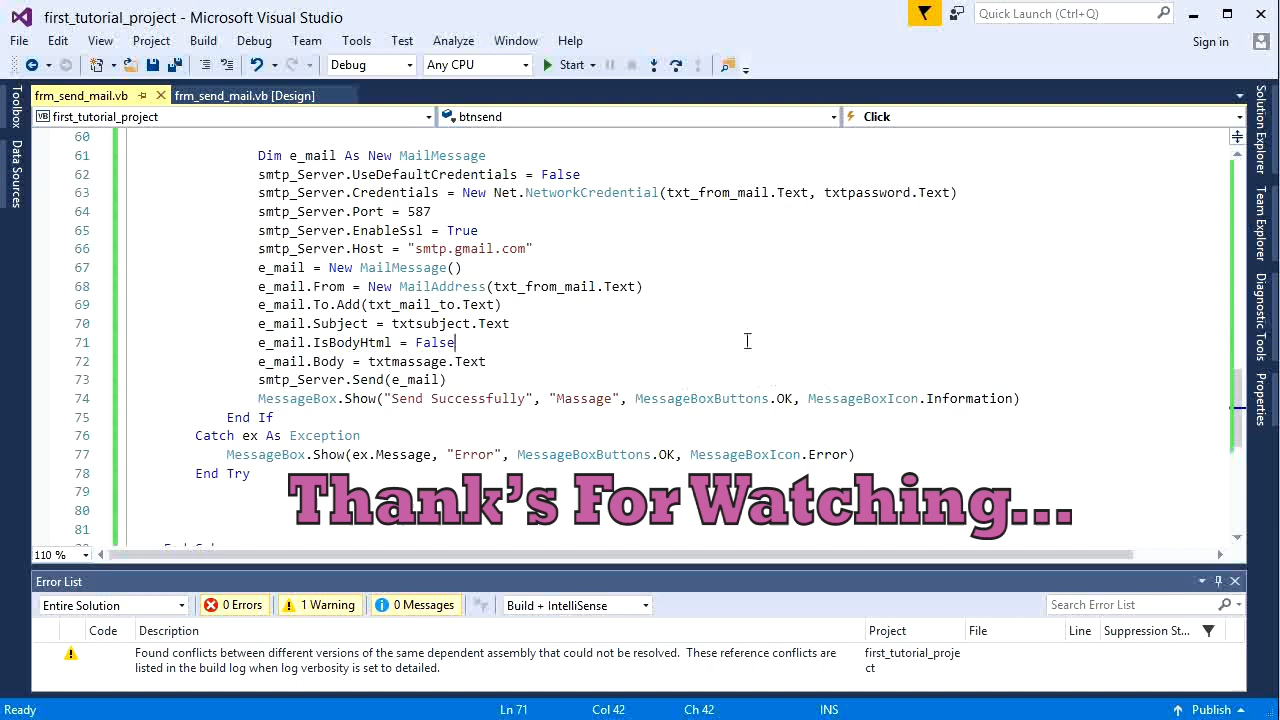 first_tutorial_project - Microsoft Visual Studio
Quick Launch (Ctrl+Q)
File Edit View Project Build Debug Team Tools Test Analyze Window Help
Sign in
Debug Any CPU Start
frm_send_mail.vb frm_send_mail.vb [Design]
first_tutorial_project btnsend Click
Toolbox
Data Sources
Solution Explorer
Team Explorer
Diagnostic Tools
Properties
60
61 Dim e_mail As New MailMessage
62 smtp_Server.UseDefaultCredentials = False
63 smtp_Server.Credentials = New Net.NetworkCredential(txt_from_mail.Text, txtpassword.Text)
64 smtp_Server.Port = 587
65 smtp_Server.EnableSsl = True
66 smtp_Server.Host = "smtp.gmail.com"
67 e_mail = New MailMessage()
68 e_mail.From = New MailAddress(txt_from_mail.Text)
69 e_mail.To.Add(txt_mail_to.Text)
70 e_mail.Subject = txtsubject.Text
71 e_mail.IsBodyHtml = False
72 e_mail.Body = txtmassage.Text
73 smtp_Server.Send(e_mail)
74 MessageBox.Show("Send Successfully", "Massage", MessageBoxButtons.OK, MessageBoxIcon.Information)
75 End If
76 Catch ex As Exception
77 MessageBox.Show(ex.Message, "Error", MessageBoxButtons.OK, MessageBoxIcon.Error)
78 End Try
79
Thank's For Watching...
80
81
110 %
Error List
Entire Solution 0 Errors 1 Warning 0 Messages Build + IntelliSense Search Error List
Code Description Project File Line Suppression St...
Found conflicts between different versions of the same dependent assembly that could not be resolved. These reference conflicts are first_tutorial_proje
listed in the build log when log verbosity is set to detailed. ct
Ready Ln 71 Col 42 Ch 42 INS Publish